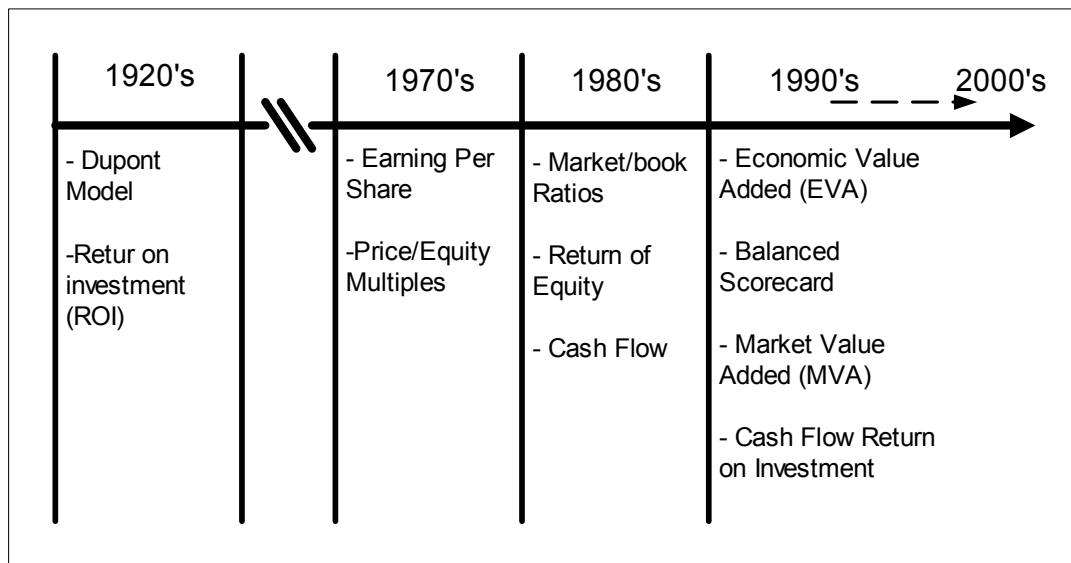 1920's
1970's
1980's
1990's
2000's
- Dupont
Model
-Retur on
investment
(ROI)
- Earning Per
Share
-Price/Equity
Multiples
- Market/book
Ratios
- Return of
Equity
- Cash Flow
- Economic Value
Added (EVA)
- Balanced
Scorecard
- Market Value
Added (MVA)
- Cash Flow Return
on Investment